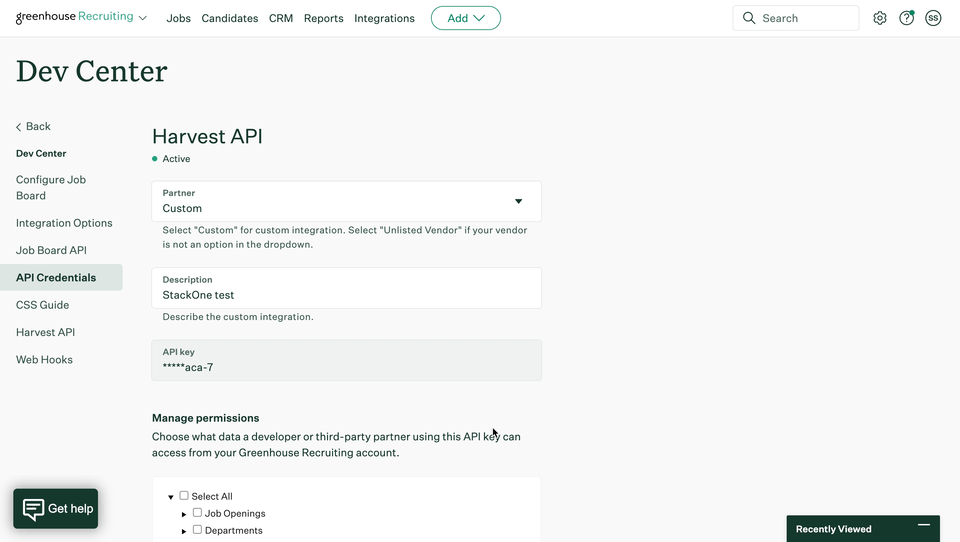 greenhouse Recruiting
Jobs
Candidates
CRM
Reports
Integrations
Add
Search
SS
Dev Center
Back
Dev Center
Configure Job
Board
Integration Options
Job Board API
API Credentials
CSS Guide
Harvest API
Web Hooks
Harvest API
Active
Partner
Custom
Select "Custom" for custom integration. Select "Unlisted Vendor" if your vendor
is not an option in the dropdown.
Description
StackOne test
Describe the custom integration.
API key
*****aca-7
Manage permissions
Choose what data a developer or third-party partner using this API key can
access from your Greenhouse Recruiting account.
Select All
Job Openings
Departments
Get help
Recently Viewed